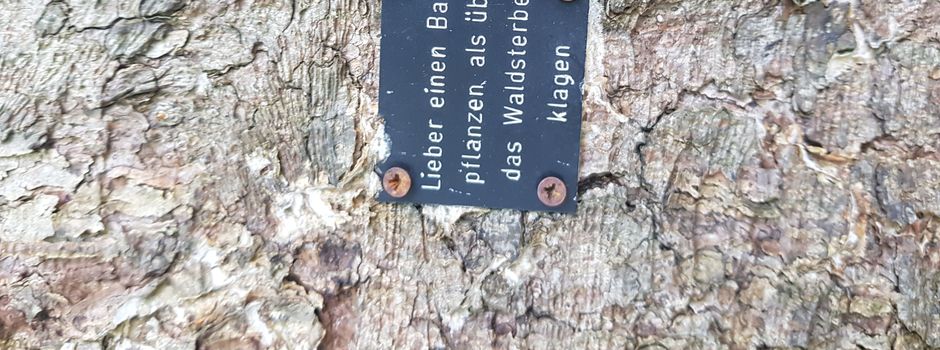 Lieber einen Ba
pflanzen, als üb
das Waldsterbe
klagen